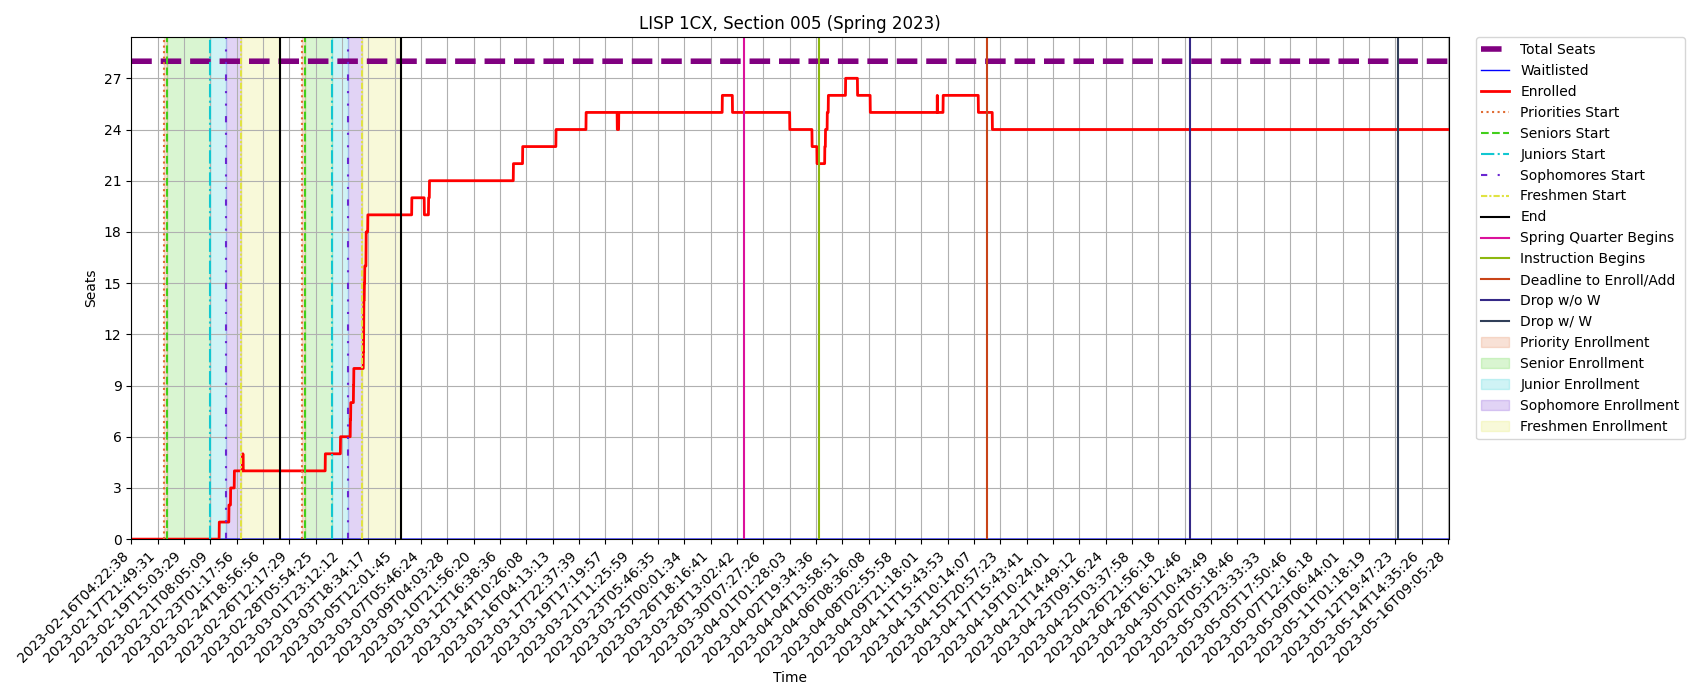 LISP 1CX, Section 005 (Spring 2023)
Seats
27
24
21
18
15
12
9
6
3
0
2023-02-16T04:22:38
2023-02-17T21:49:31
2023-02-19T15:03:29
2023-02-21T08:05:09
2023-02-23T01:17:56
2023-02-24T18:56:56
2023-02-26T12:17:29
2023-02-28T05:54:25
2023-03-01T23:12:12
2023-03-03T18:34:17
2023-03-05T12:01:45
2023-03-07T05:46:24
2023-03-09T04:03:28
2023-03-10T21:56:20
2023-03-12T16:38:36
2023-03-14T10:26:08
2023-03-16T04:13:13
2023-03-17T22:37:39
2023-03-19T17:19:57
2023-03-21T11:25:59
2023-03-23T05:46:35
2023-03-25T00:01:34
2023-03-26T18:16:41
2023-03-28T13:02:42
2023-03-30T07:27:26
2023-04-01T01:28:03
2023-04-02T19:34:36
2023-04-04T13:58:51
2023-04-06T08:36:08
2023-04-08T02:55:58
2023-04-09T21:18:01
2023-04-11T15:43:53
2023-04-13T10:14:07
2023-04-15T20:57:23
2023-04-17T15:43:41
2023-04-19T10:24:01
2023-04-21T14:49:12
2023-04-23T09:16:24
2023-04-25T03:37:58
2023-04-26T21:56:18
2023-04-28T16:12:46
2023-04-30T10:43:49
2023-05-02T05:18:46
2023-05-03T23:33:33
2023-05-05T17:50:46
2023-05-07T12:16:18
2023-05-09T06:44:01
2023-05-11T01:18:19
2023-05-12T19:47:23
2023-05-14T14:35:26
2023-05-16T09:05:28
Time
Total Seats
Waitlisted
Enrolled
Priorities Start
Seniors Start
Juniors Start
Sophomores Start
Freshmen Start
End
Spring Quarter Begins
Instruction Begins
Deadline to Enroll/Add
Drop w/o W
Drop w/ W
Priority Enrollment
Senior Enrollment
Junior Enrollment
Sophomore Enrollment
Freshmen Enrollment